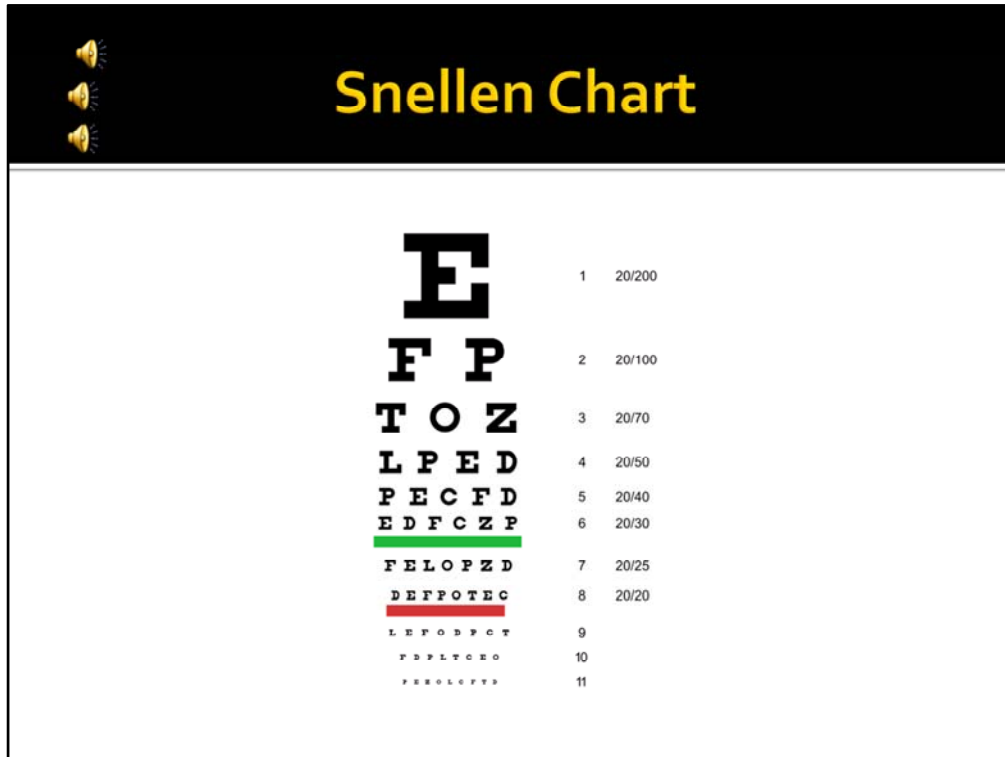 Snellen Chart
E 1 20/200
F P 2 20/100
T O Z 3 20/70
L P E D 4 20/50
P E C F D 5 20/40
E D F C Z P 6 20/30
F E L O P Z D 7 20/25
D E F P O T E C 8 20/20
L E F O D P C T 9
F D P L T C E O 10
11